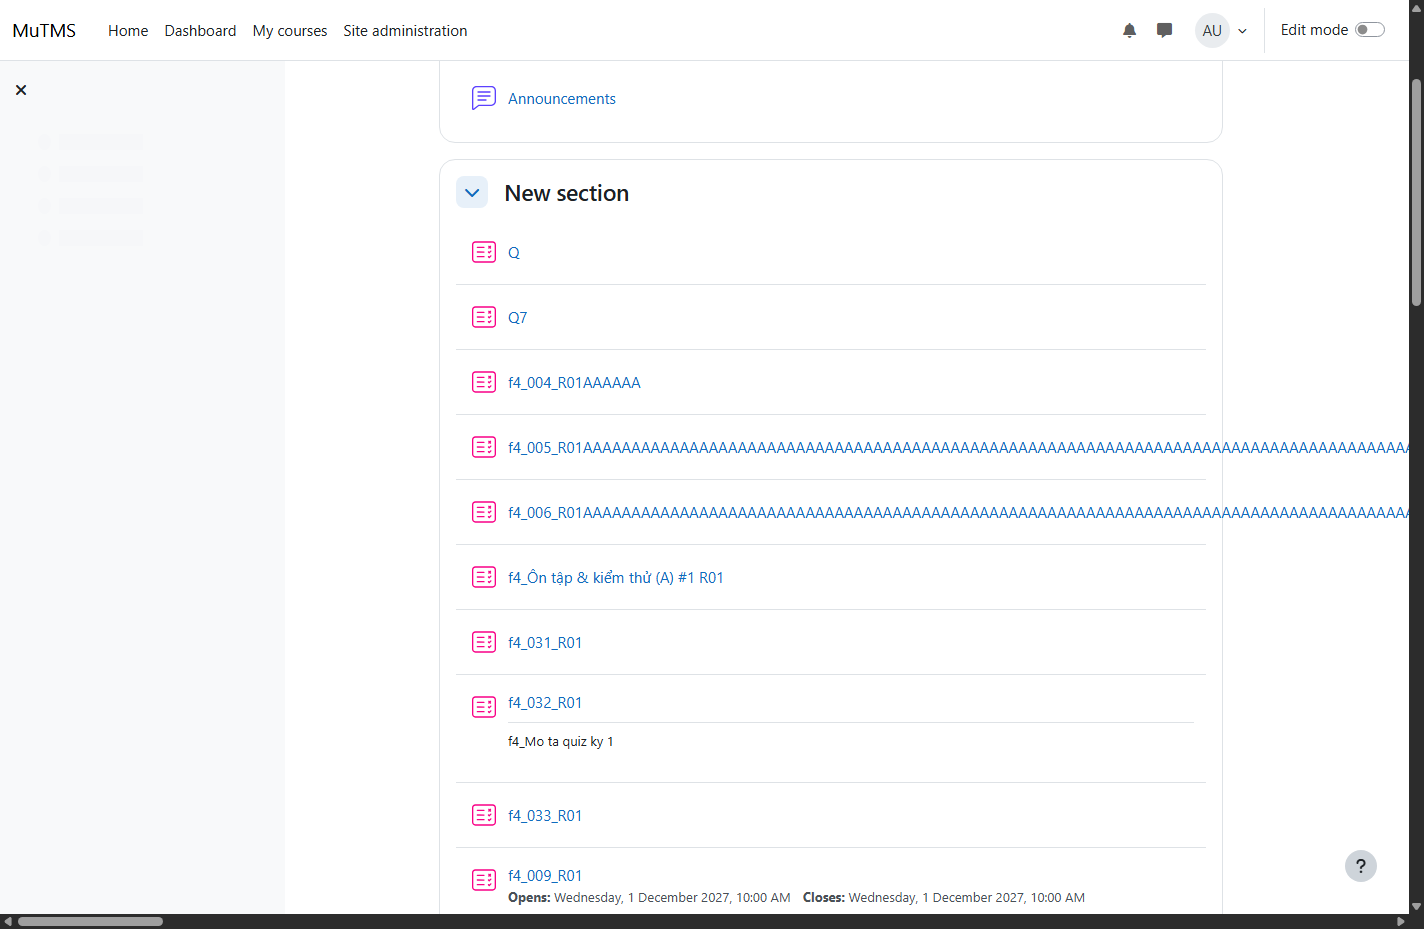 MuTMS Home Dashboard My courses Site administration AU Edit mode
Announcements
New section
Q
Q7
f4_004_R01AAAAAA
f4_005_R01AAAAAAAAAAAAAAAAAAAAAAAAAAAAAAAAAAAAAAAAAAAAAAAAAAAAAAAAAAAAAAAAAAAAAAAAAAAAAAAAAAAAAA
f4_006_R01AAAAAAAAAAAAAAAAAAAAAAAAAAAAAAAAAAAAAAAAAAAAAAAAAAAAAAAAAAAAAAAAAAAAAAAAAAAAAAAAAAAAAA
f4_Ôn tập & kiểm thử (A) #1 R01
f4_031_R01
f4_032_R01
f4_Mo ta quiz ky 1
f4_033_R01
f4_009_R01
Opens: Wednesday, 1 December 2027, 10:00 AM Closes: Wednesday, 1 December 2027, 10:00 AM
?